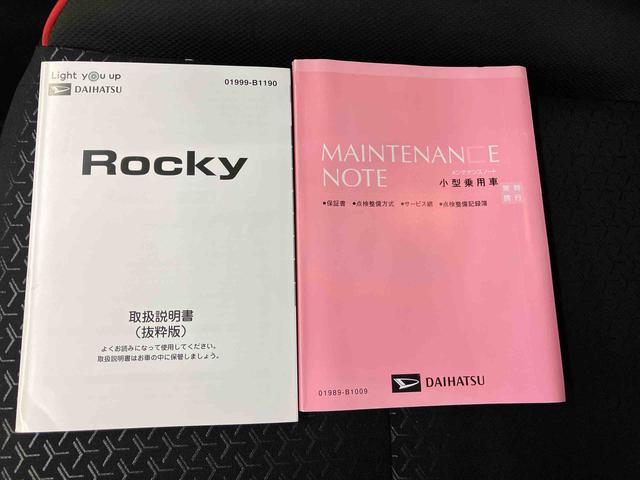 Light you up
DAIHATSU
01999-B1190
Rocky
取扱説明書
(抜粋版)
よくお読みになって使用してください。
取扱説明書はお車の中に保管しましょう。
MAINTENANCE
NOTE
メンテナンスノート
小型乗用車
●保証書 ●点検整備方式 ●サービス網 ●点検整備記録簿
携行
01989-B1009
DAIHATSU